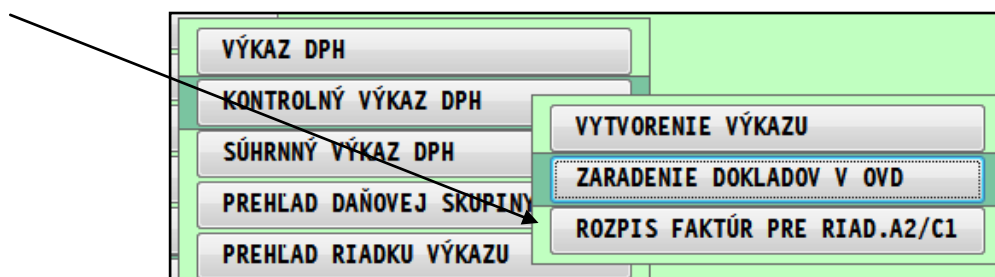 VÝKAZ DPH
KONTROLNÝ VÝKAZ DPH
SÚHRNNÝ VÝKAZ DPH
PREHĽAD DAŇOVEJ SKUPINY
PREHĽAD RIADKU VÝKAZU
VYTVORENIE VÝKAZU
ZARADENIE DOKLADOV V OVD
ROZPIS FAKTÚR PRE RIAD.A2/C1